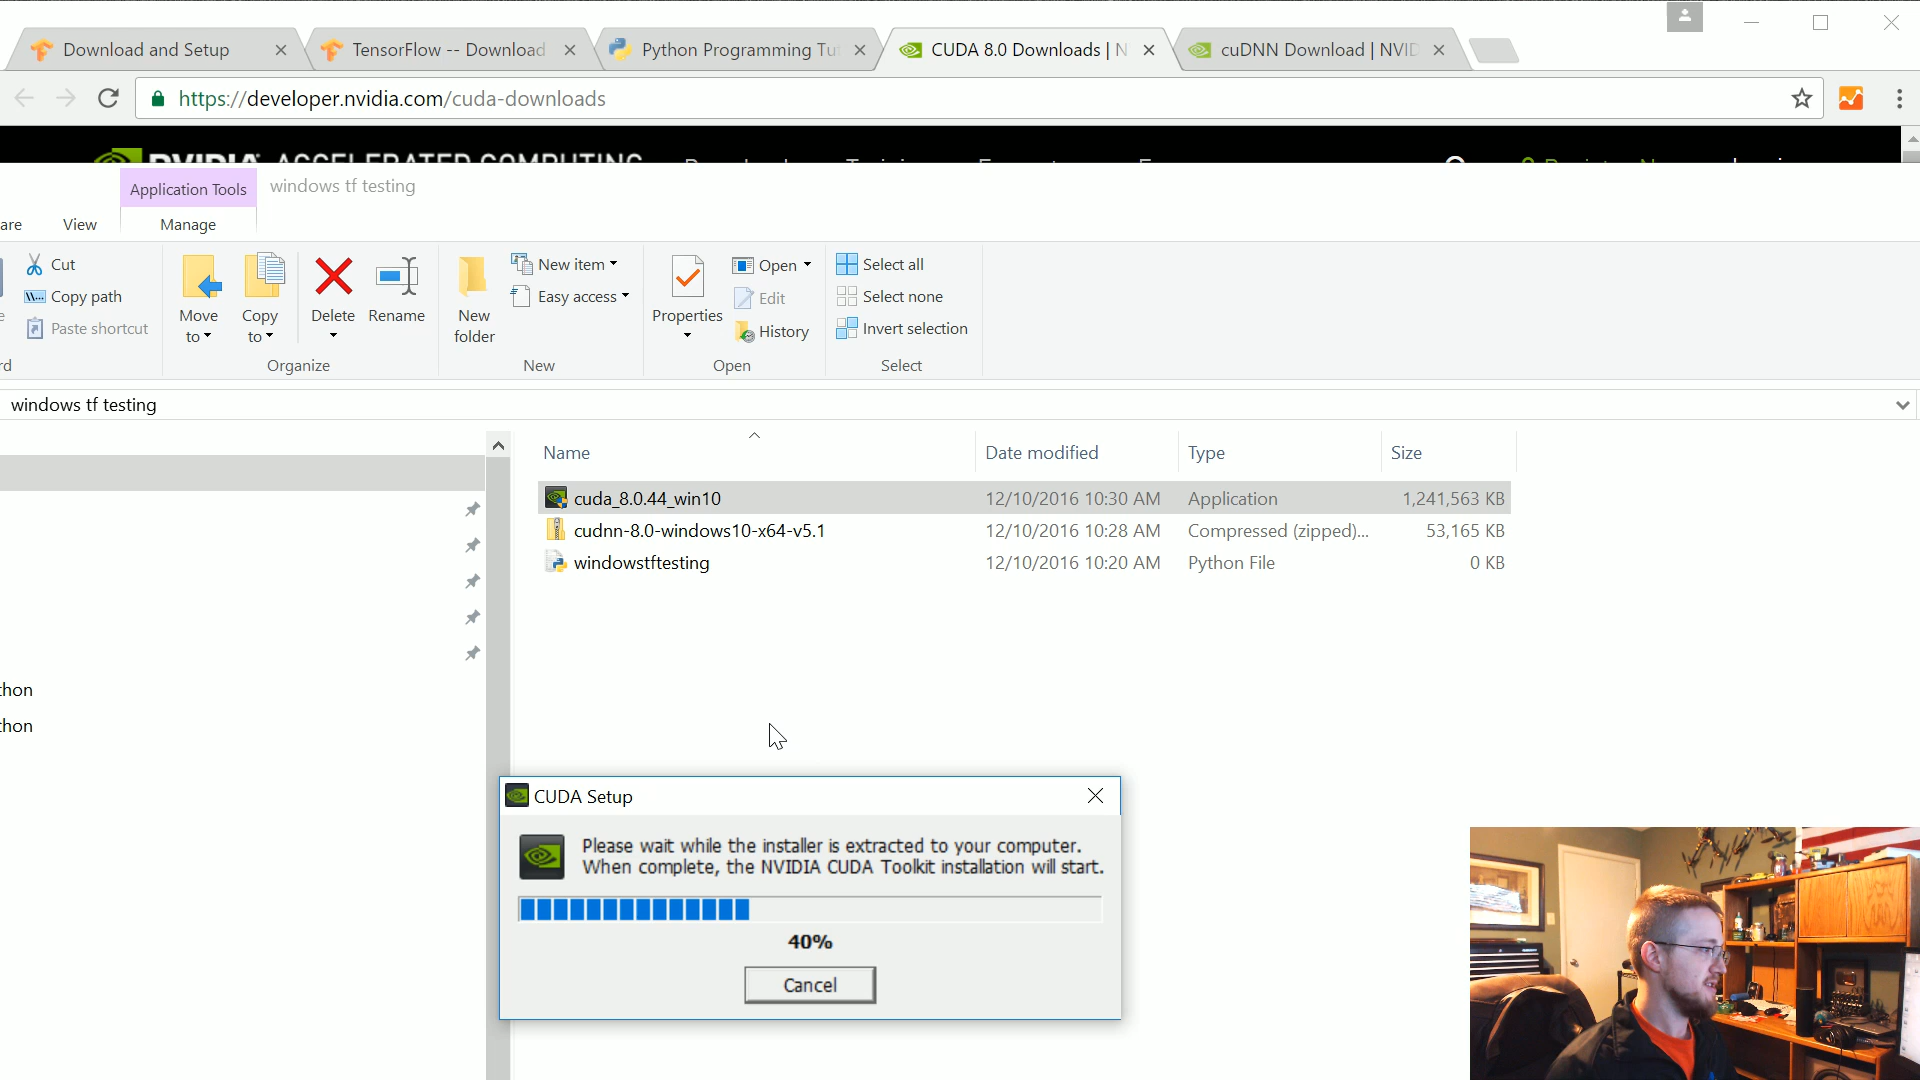 Download and Setup
TensorFlow -- Download
Python Programming Tu
CUDA 8.0 Downloads | N
cuDNN Download | NVID
https://developer.nvidia.com/cuda-downloads
NVIDIA ACCELERATED COMPUTING
Application Tools
windows tf testing
are
View
Manage
Cut
Copy path
Paste shortcut
Move to
Copy to
Delete
Rename
Organize
New folder
New item
Easy access
New
Properties
Open
Edit
History
Open
Select all
Select none
Invert selection
Select
windows tf testing
Name Date modified Type Size
cuda_8.0.44_win10 12/10/2016 10:30 AM Application 1,241,563 KB
cudnn-8.0-windows10-x64-v5.1 12/10/2016 10:28 AM Compressed (zipped)... 53,165 KB
windowstftesting 12/10/2016 10:20 AM Python File 0 KB
thon
thon
CUDA Setup
Please wait while the installer is extracted to your computer.
When complete, the NVIDIA CUDA Toolkit installation will start.
40%
Cancel